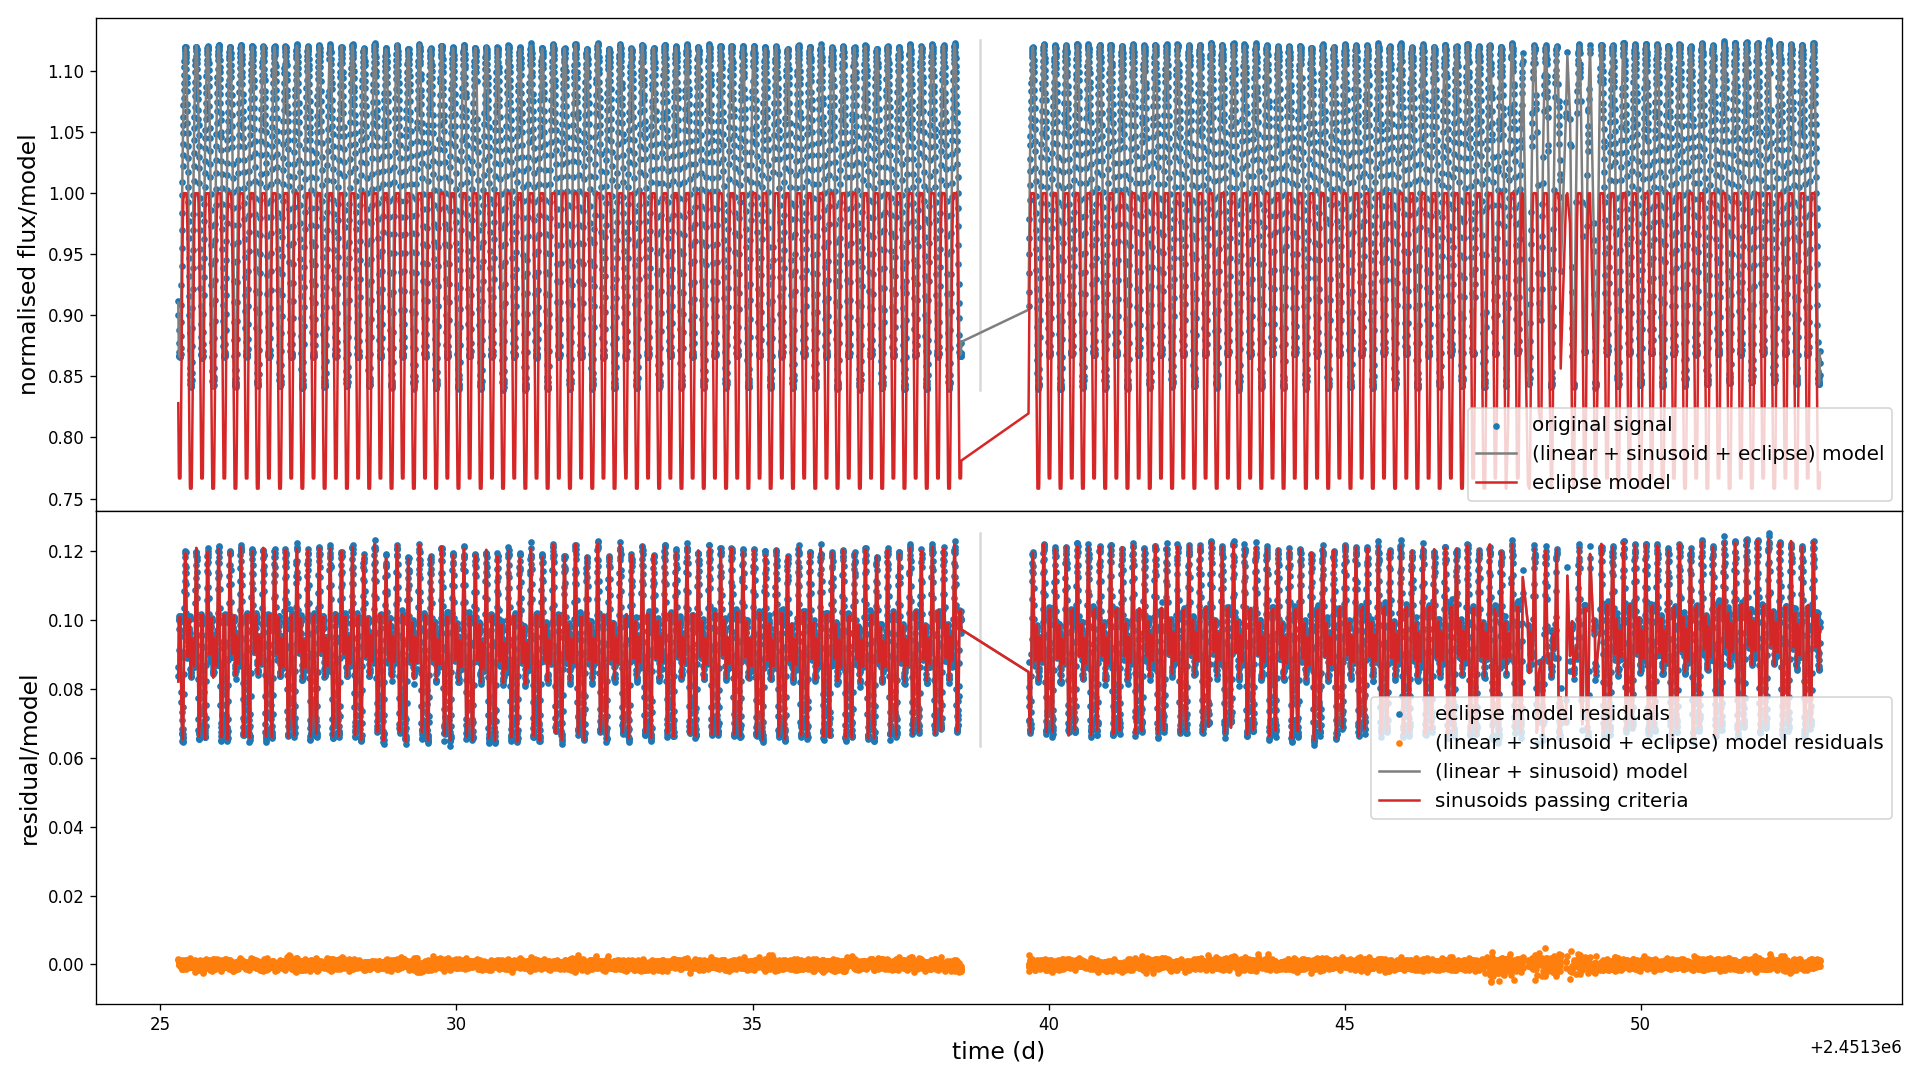 normalised flux/model
1.10
1.05
1.00
0.95
0.90
0.85
0.80
0.75
original signal
(linear + sinusoid + eclipse) model
eclipse model
residual/model
0.12
0.10
0.08
0.06
0.04
0.02
0.00
eclipse model residuals
(linear + sinusoid + eclipse) model residuals
(linear + sinusoid) model
sinusoids passing criteria
25 30 35 40 45 50
time (d)
+2.4513e6